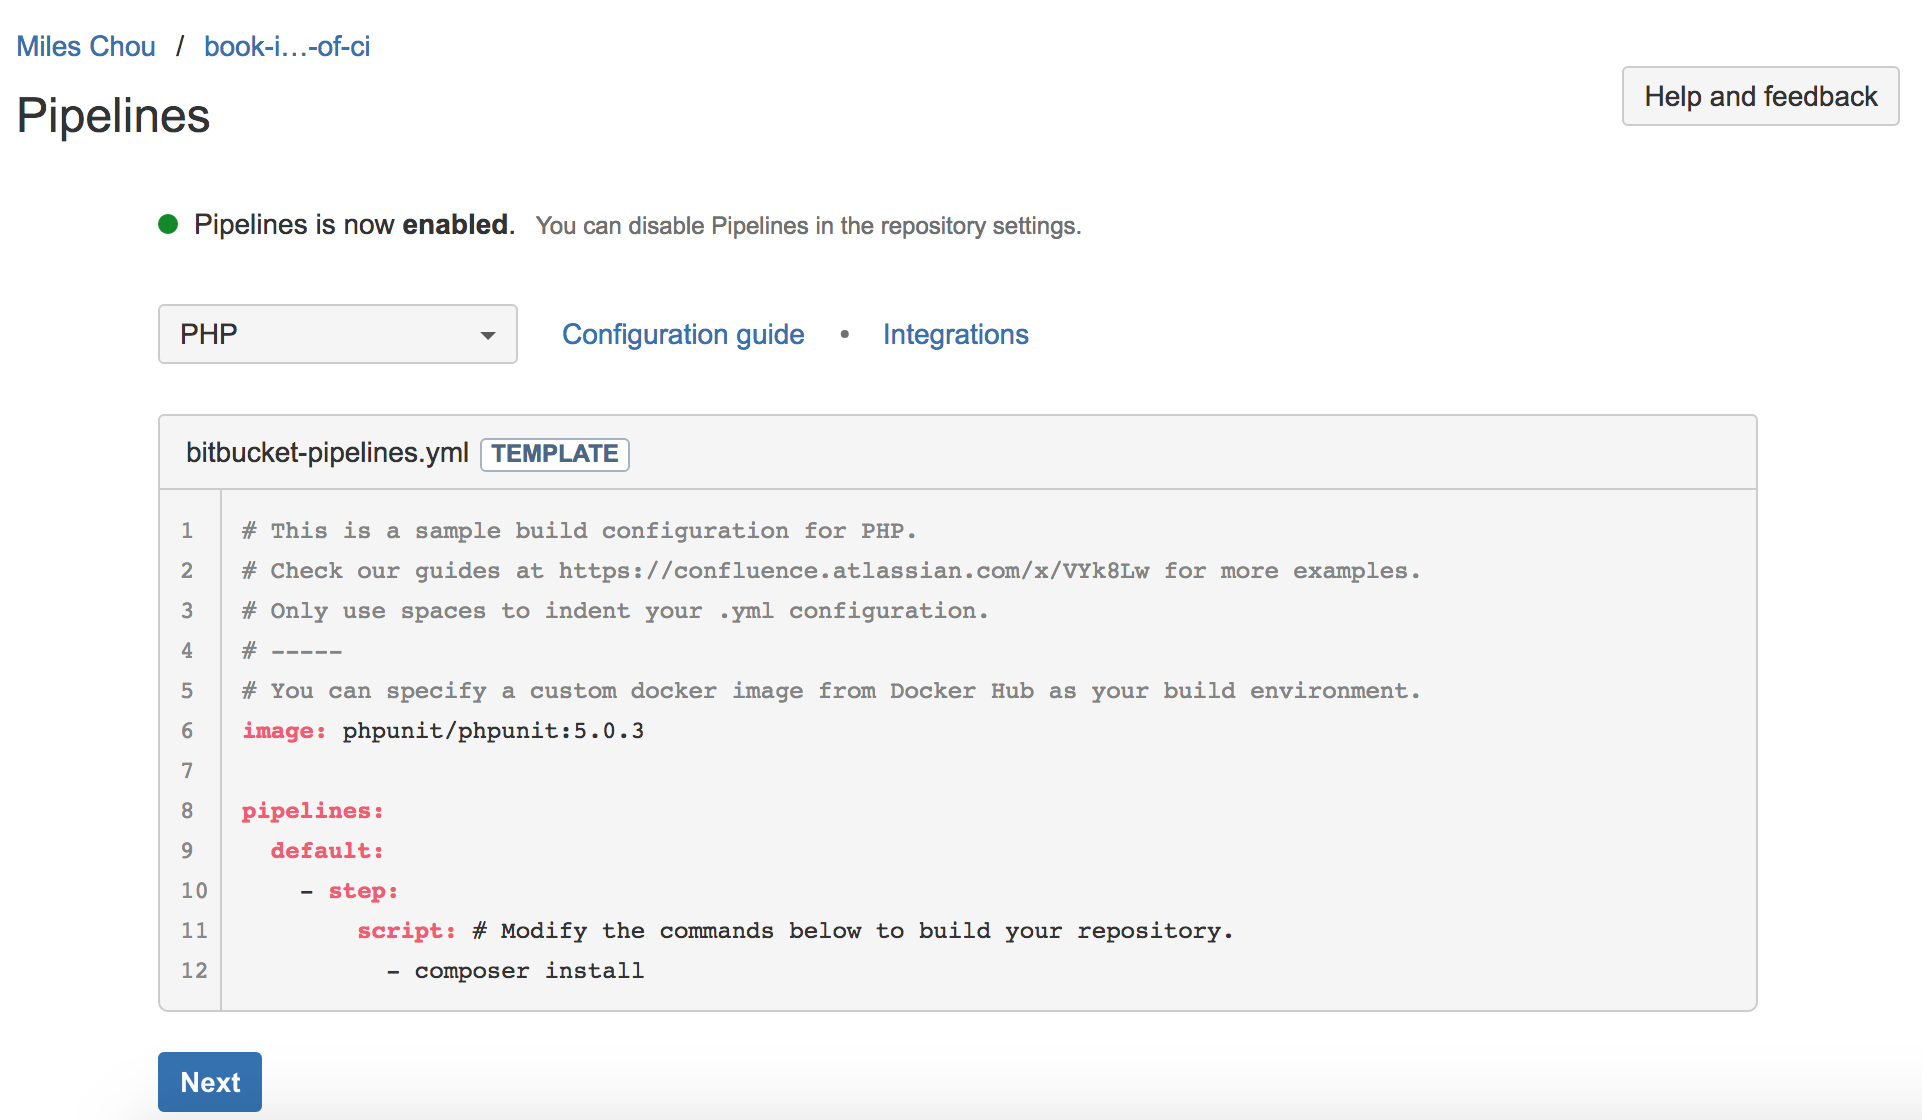 Miles Chou / book-i...-of-ci
Help and feedback
Pipelines
Pipelines is now enabled. You can disable Pipelines in the repository settings.
PHP Configuration guide • Integrations
bitbucket-pipelines.yml TEMPLATE
1 # This is a sample build configuration for PHP.
2 # Check our guides at https://confluence.atlassian.com/x/VYk8Lw for more examples.
3 # Only use spaces to indent your .yml configuration.
4 # -----
5 # You can specify a custom docker image from Docker Hub as your build environment.
6 image: phpunit/phpunit:5.0.3
7
8 pipelines:
9   default:
10     - step:
11         script: # Modify the commands below to build your repository.
12           - composer install
Next